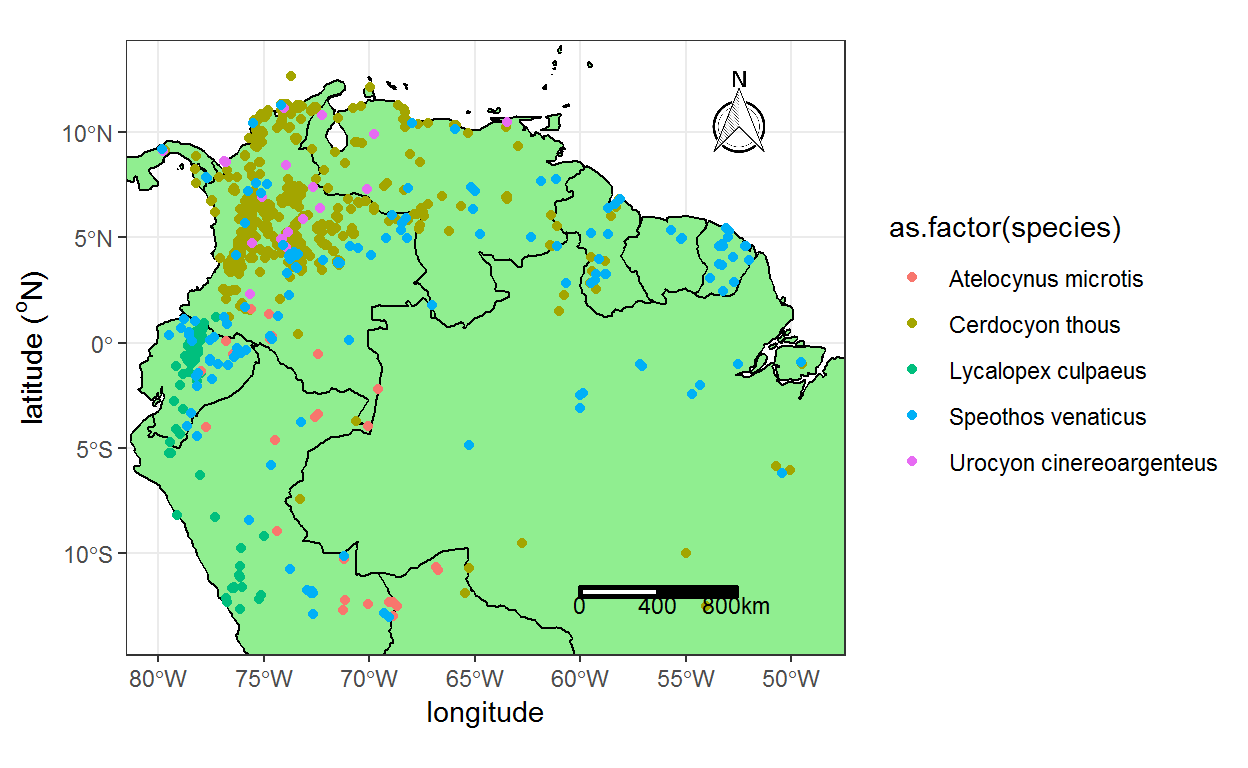 N
10°N
5°N
0°
5°S
10°S
latitude (°N)
0 400 800km
80°W 75°W 70°W 65°W 60°W 55°W 50°W
longitude
as.factor(species)
Atelocynus microtis
Cerdocyon thous
Lycalopex culpaeus
Speothos venaticus
Urocyon cinereoargenteus